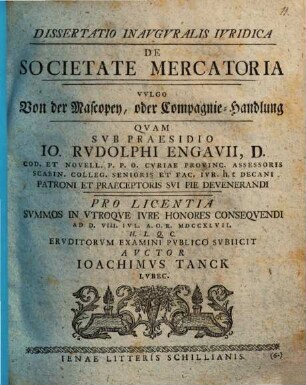 DISSERTATIO INAVGVRALIS IVRIDICA
DE
SOCIETATE MERCATORIA
VVLGO
Von der Mascopey, oder Compagnie-Handlung
QVAM
SVB PRAESIDIO
IO. RVDOLPHI ENGAVII, D.
COD. ET NOVELL. P. P. O. CVRIAE PROVINC. ASSESSORIS
SCABIN. COLLEG. SENIORIS ET FAC. IVR. h. t DECANI
PATRONI ET PRAECEPTORIS SVI PIE DEVENERANDI
PRO LICENTIA
SVMMOS IN VTROQVE IVRE HONORES CONSEQVENDI
AD D. VIII. IVL. A. O. R. MDCCXLVII.
H. L. Q. C.
ERVDITORVM EXAMINI PVBLICO SVBIICIT
AVCTOR
IOACHIMVS TANCK
LVBEC.
IENAE LITTERIS SCHILLIANIS.